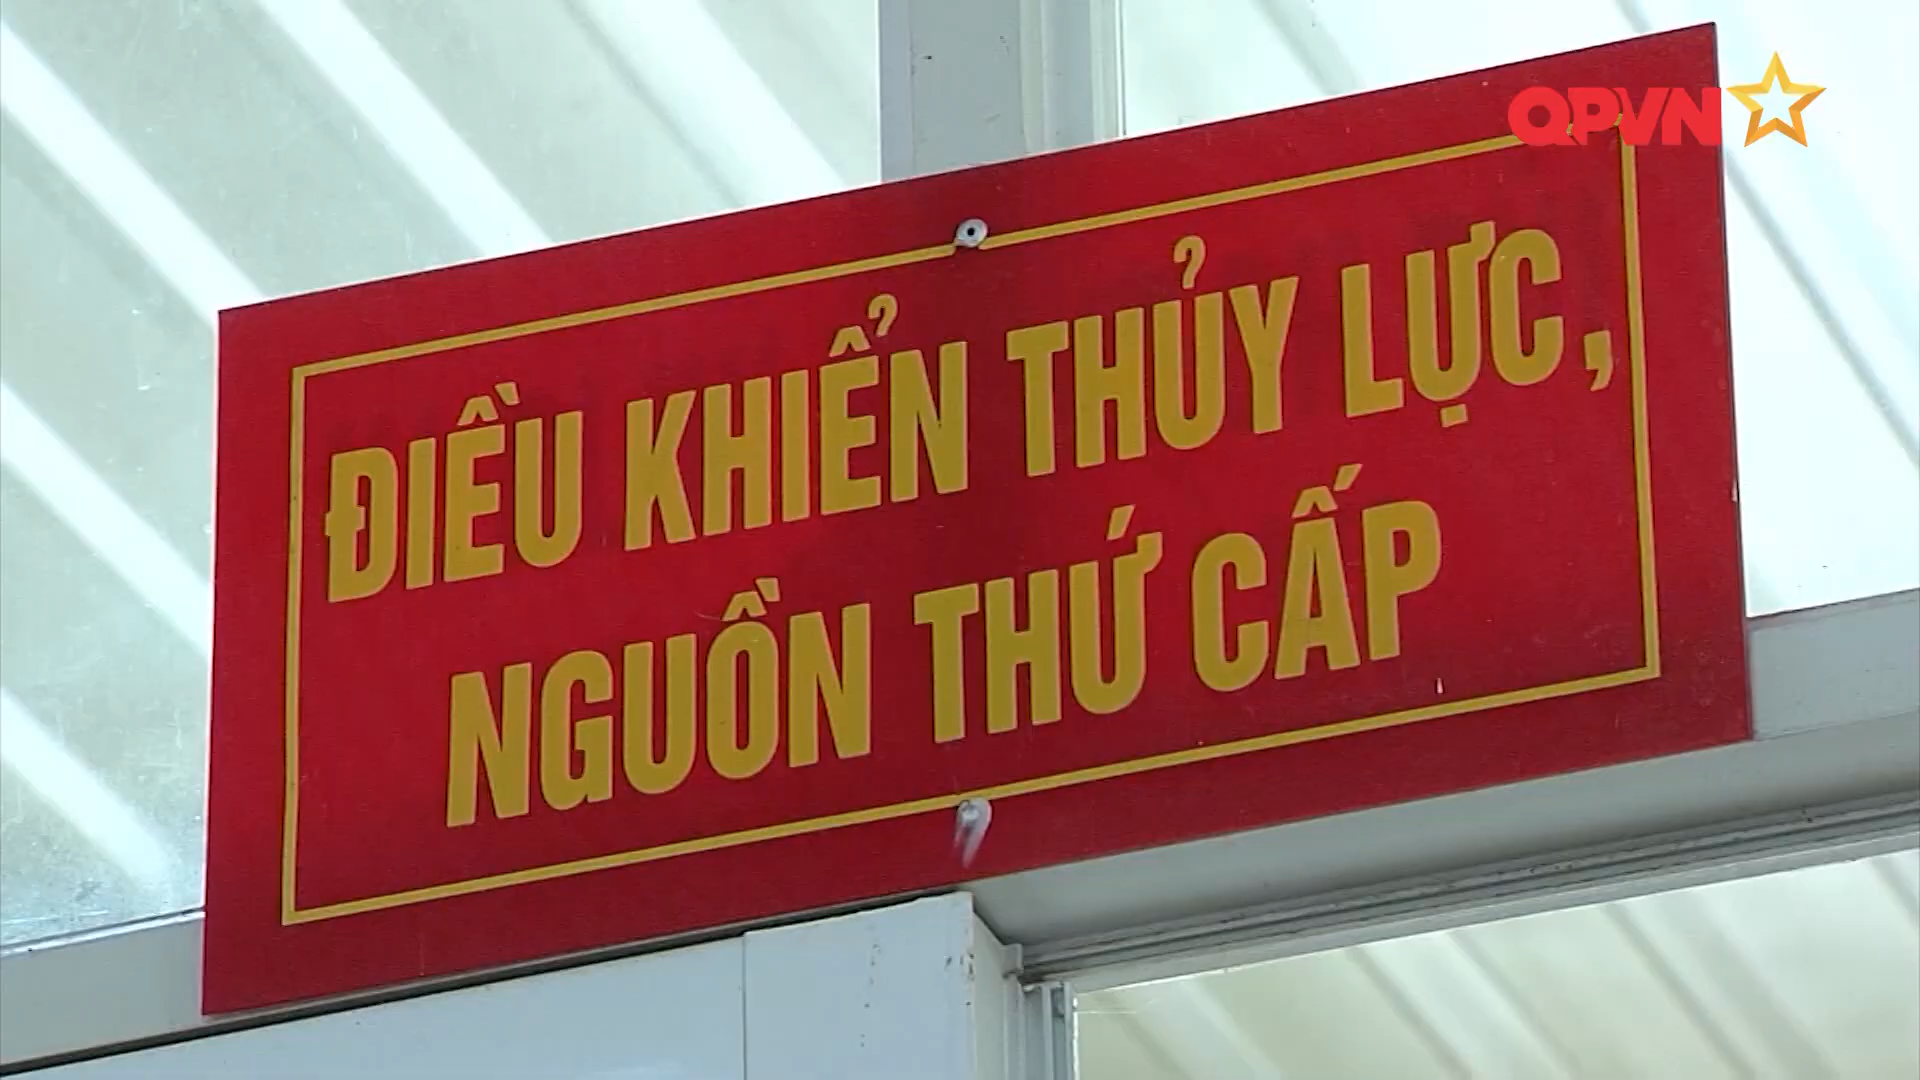 QPVN
ĐIỀU KHIỂN THỦY LỰC,
NGUỒN THỨ CẤP